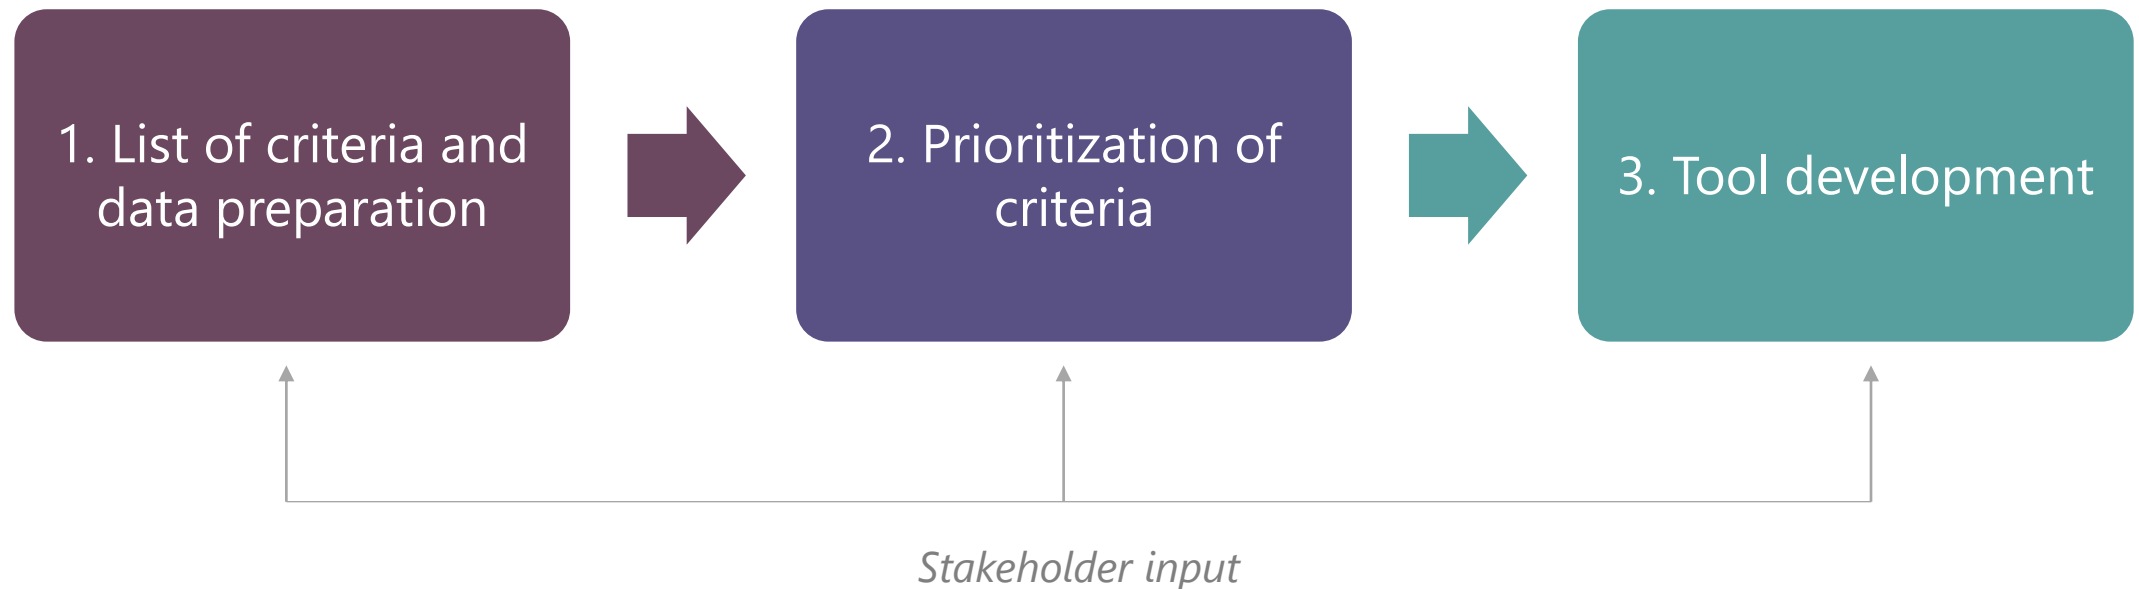 1. List of criteria and
data preparation
2. Prioritization of
criteria
3. Tool development
Stakeholder input